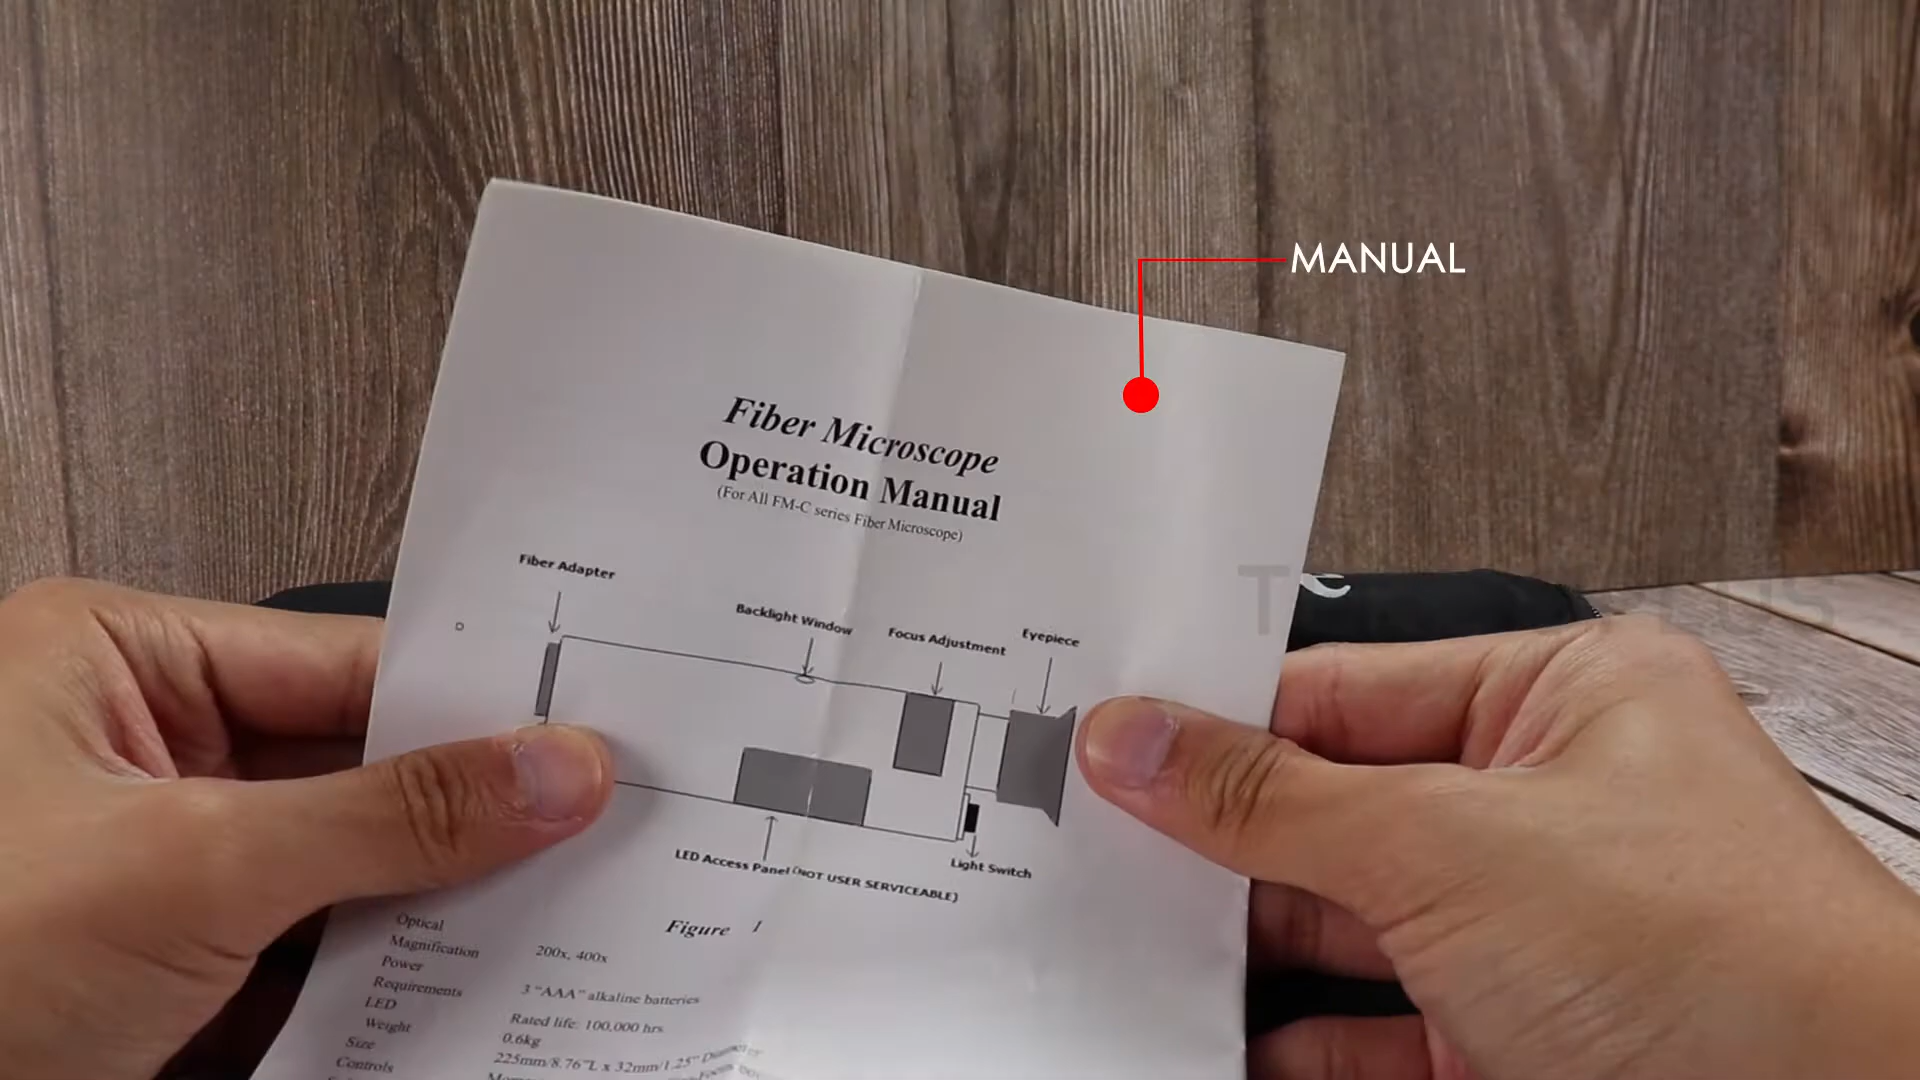 MANUAL
Fiber Microscope
Operation Manual
(For All FM-C series Fiber Microscope)
Fiber Adapter
Backlight Window
Focus Adjustment
Eyepiece
LED Access Panel (NOT USER SERVICEABLE)
Light Switch
Figure 1
Optical
Magnification 200x, 400x
Power
Requirements 3 "AAA" alkaline batteries
LED Rated life: 100,000 hrs
Weight 0.6kg
Size 225mm/8.76"L x 32mm/1.25" Diameter
Controls